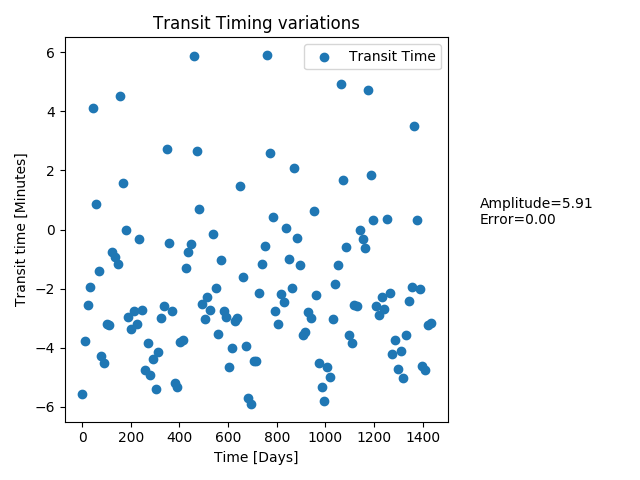 Transit Timing variations
Transit Time
Transit time [Minutes]
6
4
2
0
−2
−4
−6
0 200 400 600 800 1000 1200 1400
Time [Days]
Amplitude=5.91
Error=0.00